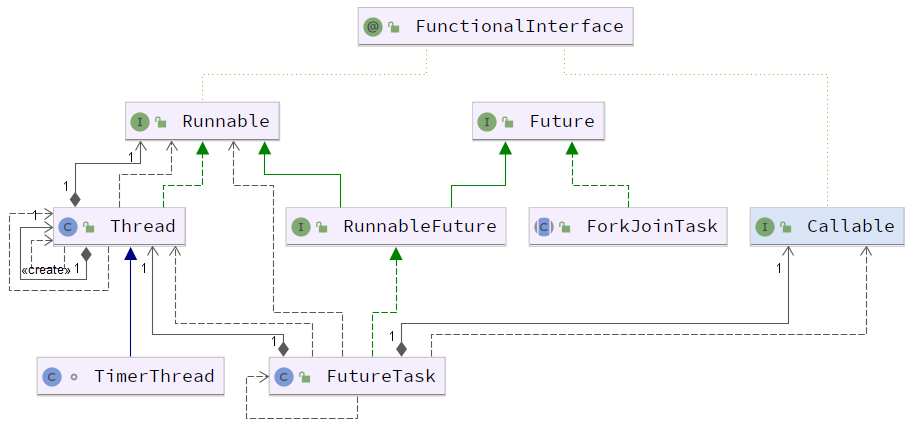 @ FunctionalInterface
I Runnable
I Future
1
1
C Thread
I RunnableFuture
C ForkJoinTask
I Callable
1
«create»
1
1
1
1
1
C TimerThread
C FutureTask